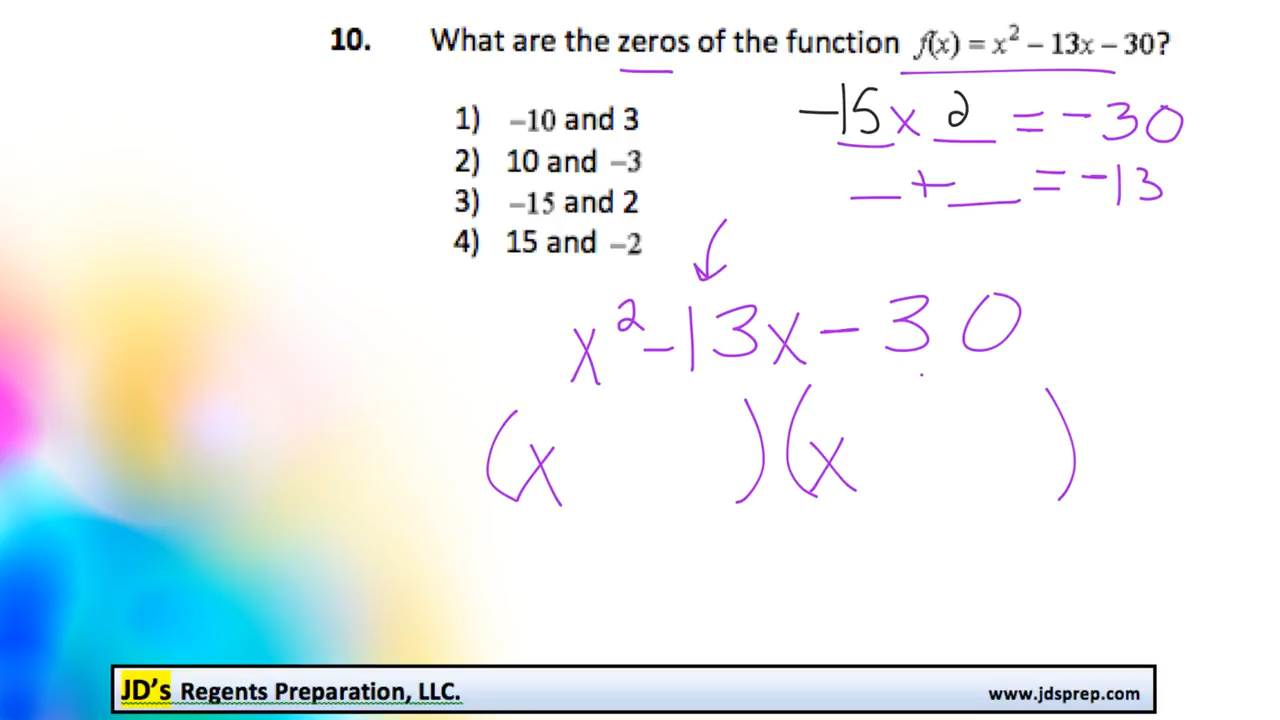 10. What are the zeros of the function f(x) = x² – 13x – 30?
1) –10 and 3
2) 10 and –3
3) –15 and 2
4) 15 and –2
–15 x 2 = –30
__ + __ = –13
x² – 13x – 30
(x )(x )
JD's Regents Preparation, LLC. www.jdsprep.com